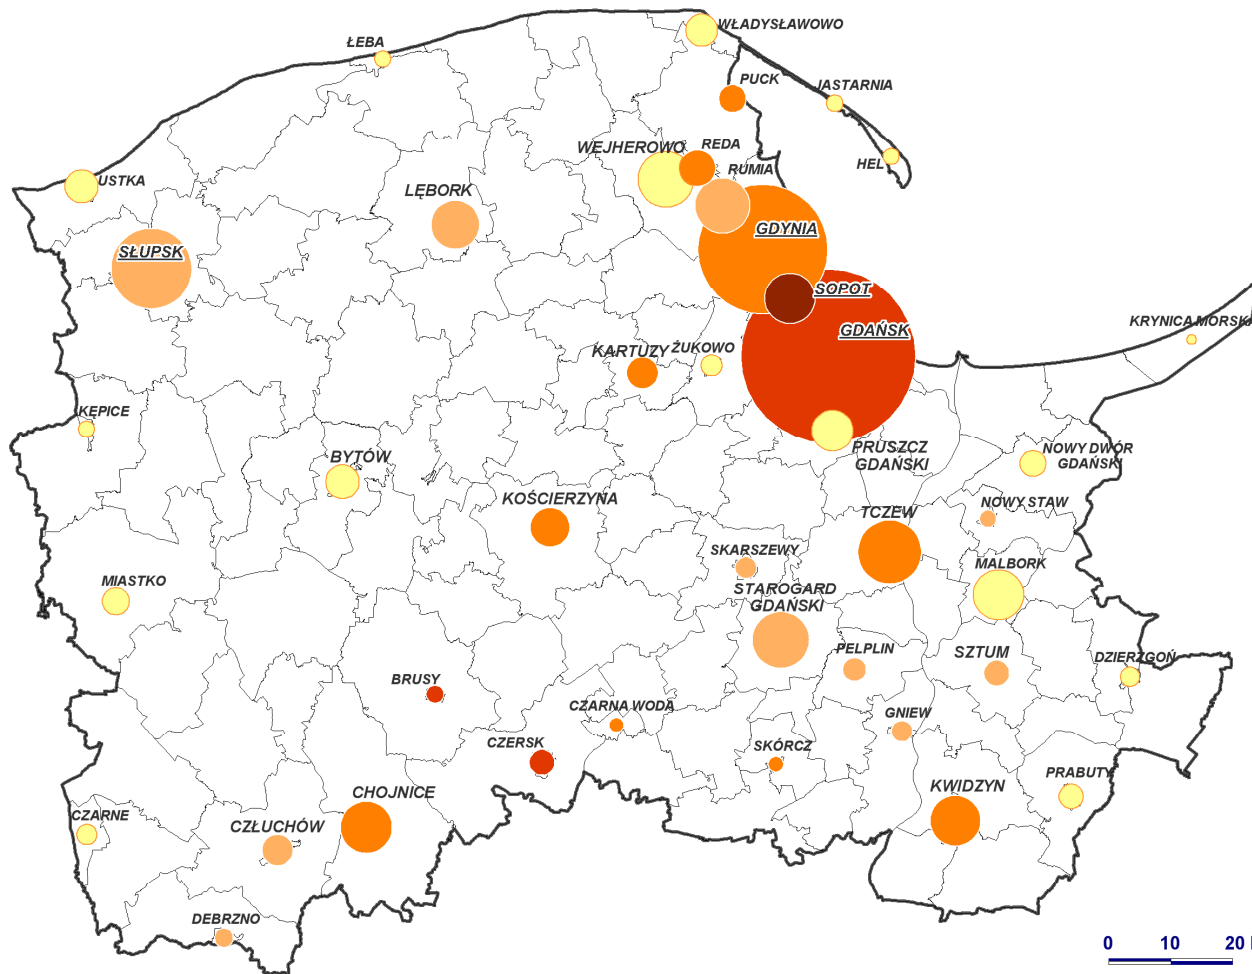 WŁADYSŁAWOWO
ŁEBA
PUCK
JASTARNIA
REDA
WEJHEROWO
HEL
RUMIA
USTKA
LĘBORK
GDYNIA
SŁUPSK
SOPOT
KRYNICA MORSKA
GDAŃSK
KARTUZY
ŻUKOWO
KĘPICE
PRUSZCZ
GDAŃSKI
NOWY DWÓR
GDAŃSKI
BYTÓW
KOŚCIERZYNA
NOWY STAW
TCZEW
SKARSZEWY
MALBORK
MIASTKO
STAROGARD
GDAŃSKI
PELPLIN
SZTUM
DZIERZGOŃ
BRUSY
CZARNA WODA
GNIEW
CZERSK
SKÓRCZ
PRABUTY
KWIDZYN
CHOJNICE
CZARNE
CZŁUCHÓW
DEBRZNO
0 10 20